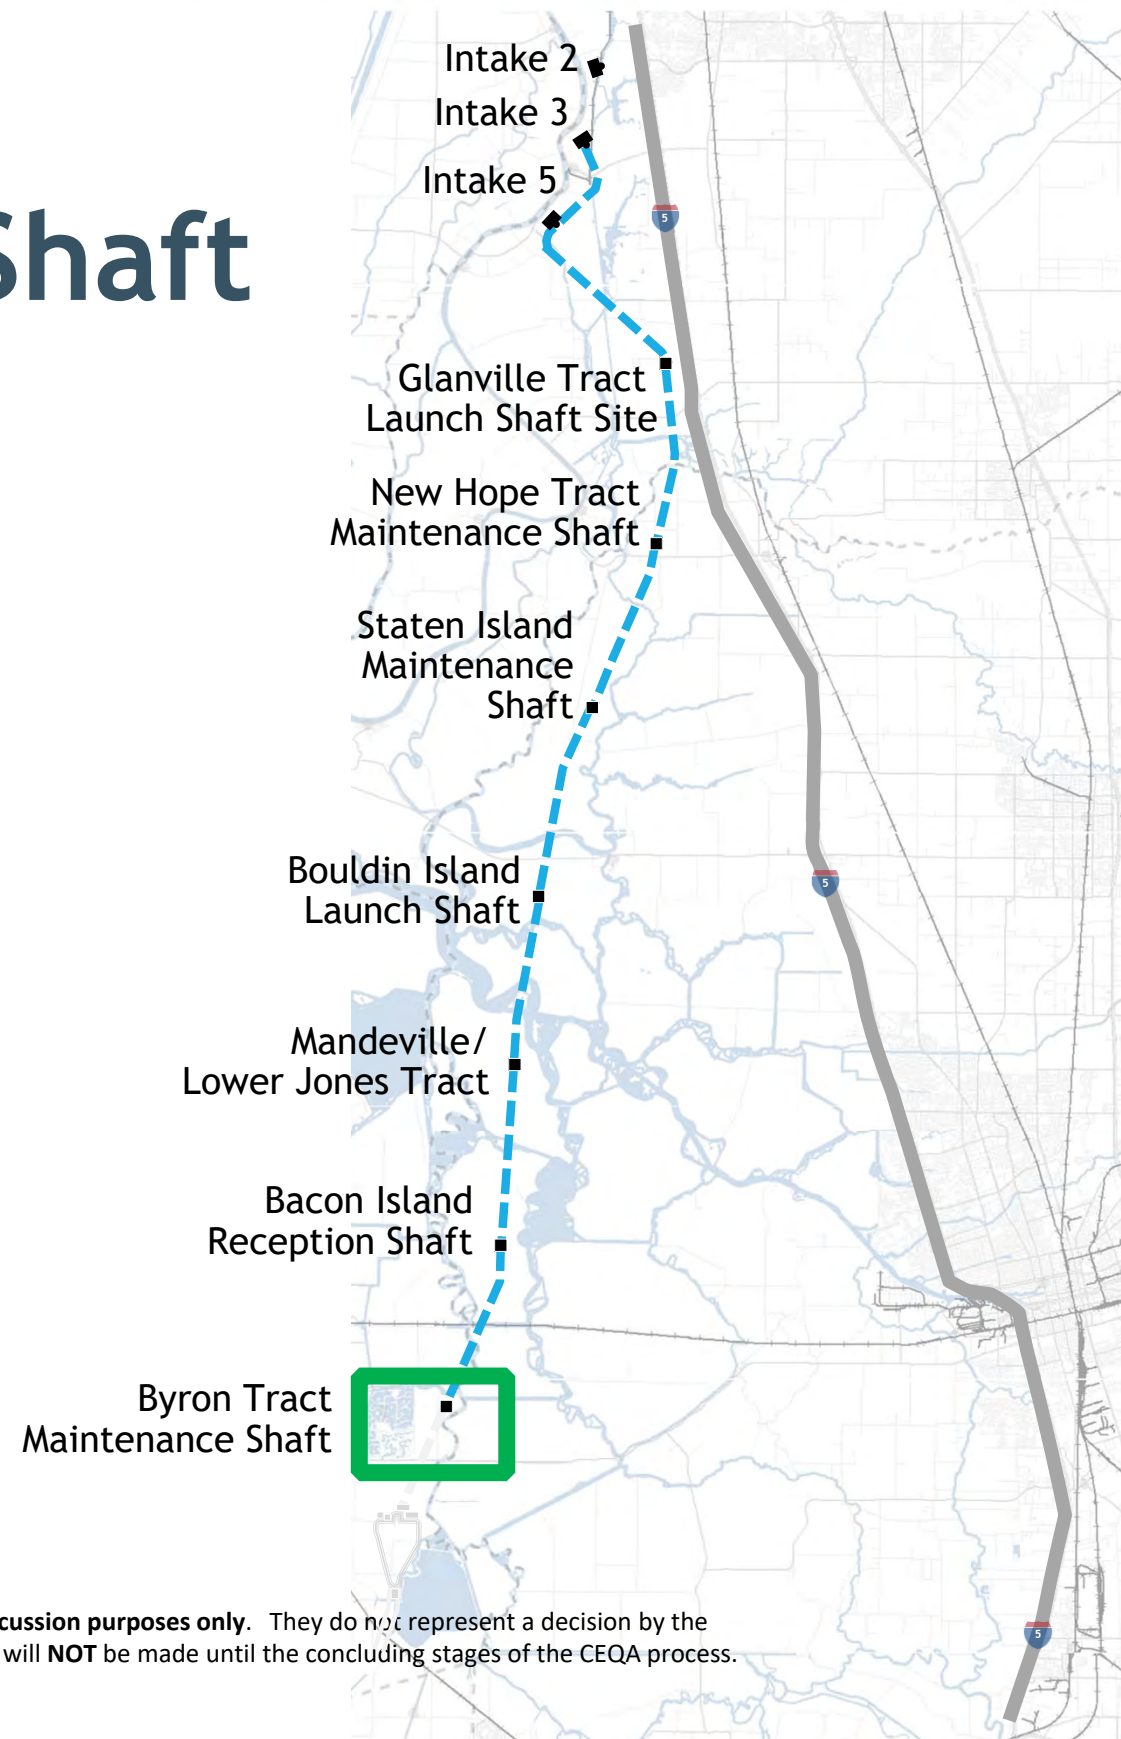 Intake 2
Intake 3
Intake 5
5
Shaft
Glanville Tract
Launch Shaft Site
New Hope Tract
Maintenance Shaft
Staten Island
Maintenance
Shaft
Bouldin Island
Launch Shaft
5
Mandeville/
Lower Jones Tract
Bacon Island
Reception Shaft
Byron Tract
Maintenance Shaft
cussion purposes only. They do not represent a decision by the
5
will NOT be made until the concluding stages of the CEQA process.